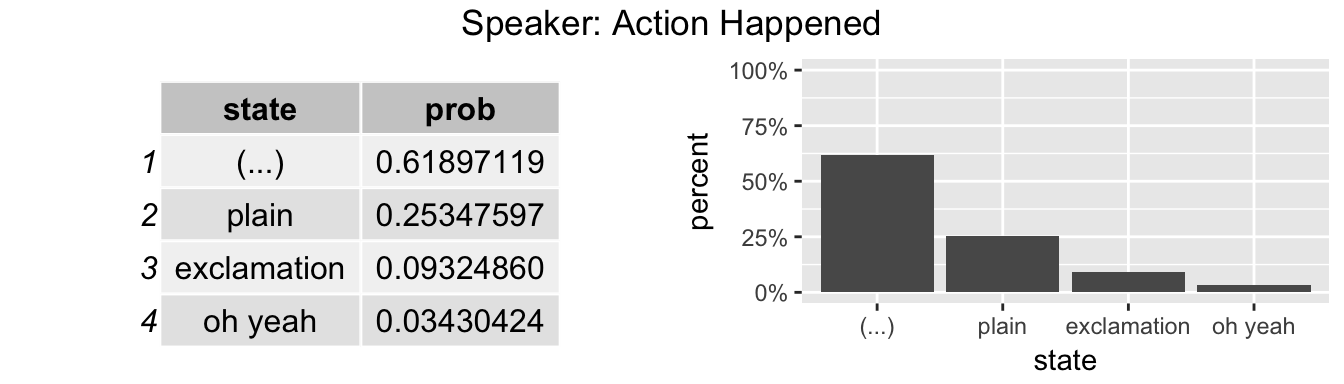 Speaker: Action Happened
state prob
1 (...) 0.61897119
2 plain 0.25347597
3 exclamation 0.09324860
4 oh yeah 0.03430424
percent
100%
75%
50%
25%
0%
(...) plain exclamation oh yeah
state